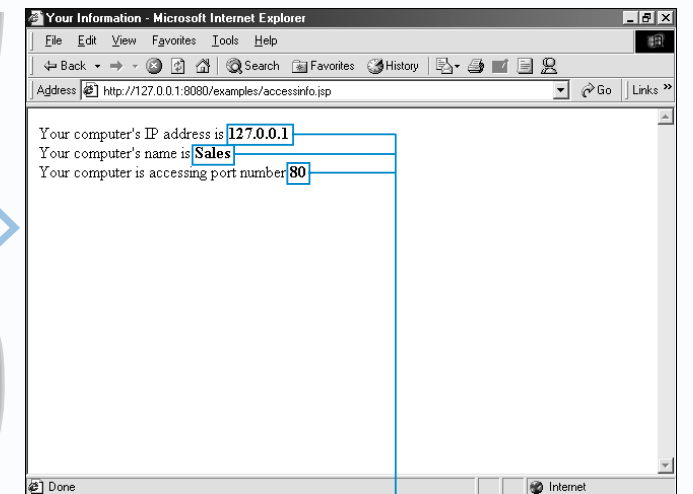 Your Information - Microsoft Internet Explorer
File Edit View Favorites Tools Help
Back Search Favorites History
Address http://127.0.0.1:8080/examples/accessinfo.jsp Go Links »
Your computer's IP address is 127.0.0.1
Your computer's name is Sales
Your computer is accessing port number 80
Done Internet